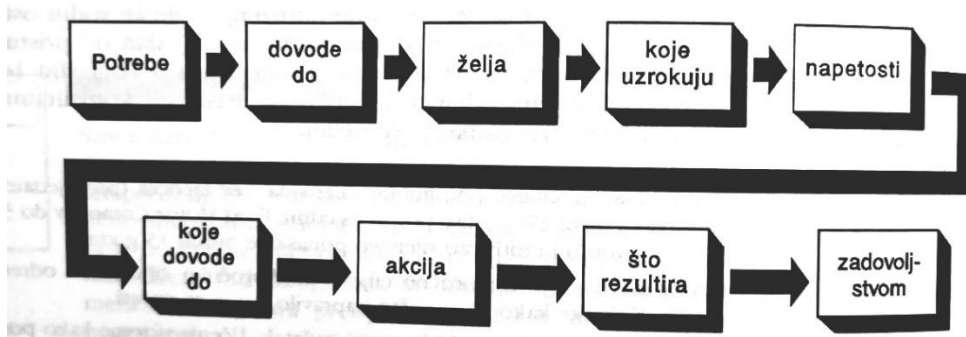 Potrebe
dovode
do
želja
koje
uzrokuju
napetosti
koje
dovode
do
akcija
što
rezultira
zadovolj-
stvom